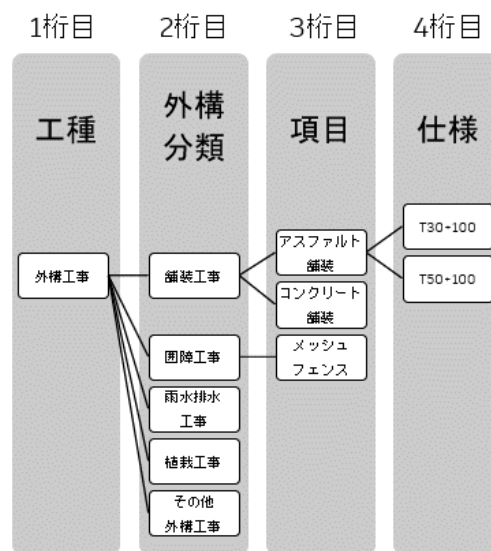 1桁目
2桁目
3桁目
4桁目
工種
外構
分類
項目
仕様
外構工事
舗装工事
囲障工事
雨水排水
工事
植栽工事
その他
外構工事
アスファルト
舗装
コンクリート
舗装
メッシュ
フェンス
T30+100
T50+100